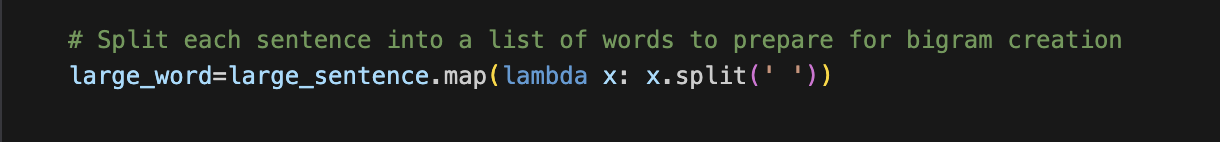 # Split each sentence into a list of words to prepare for bigram creation
large_word=large_sentence.map(lambda x: x.split(' '))